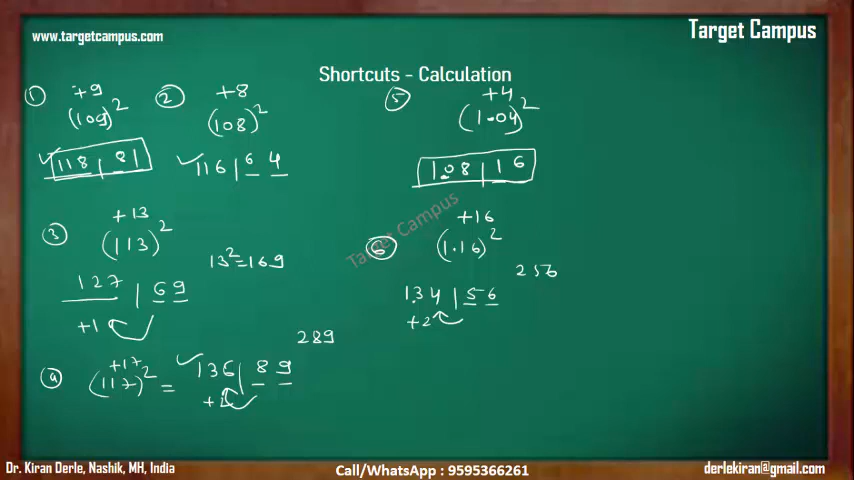 www.targetcampus.com
Target Campus
Shortcuts - Calculation
① +9
(109)²
118 | 81
② +8
(108)²
116 | 64
③ +13
(113)²
13² = 169
127 | 69
+1
④ +17
(117)² = 136 | 89
289
+2
⑤ +4
(1.04)²
1.08 | 16
⑥ +16
(1.16)²
256
1.34 | 56
+2
Target Campus
Dr. Kiran Derle, Nashik, MH, India
Call/WhatsApp : 9595366261
derlekiran@gmail.com